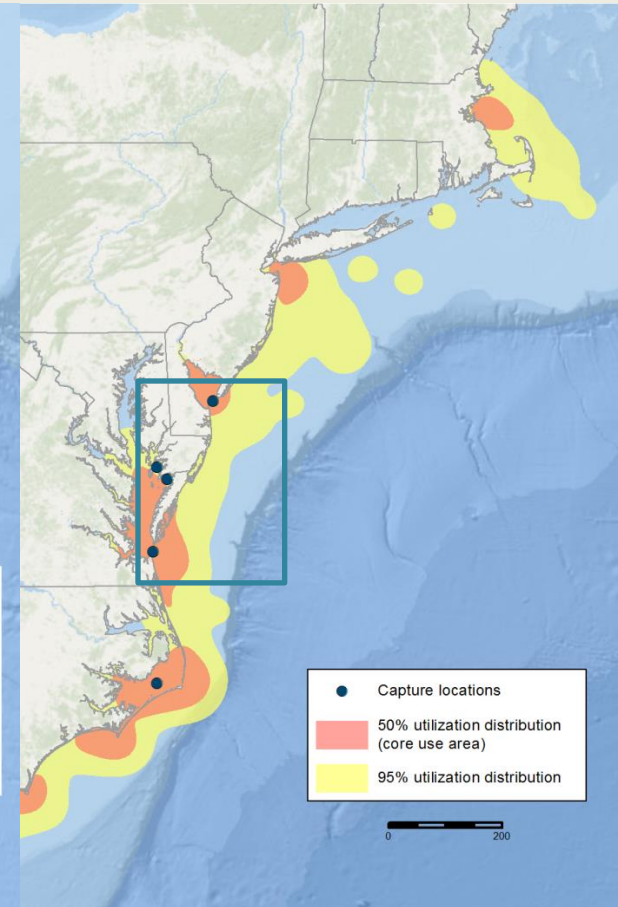 Capture locations
50% utilization distribution
(core use area)
95% utilization distribution
0 200